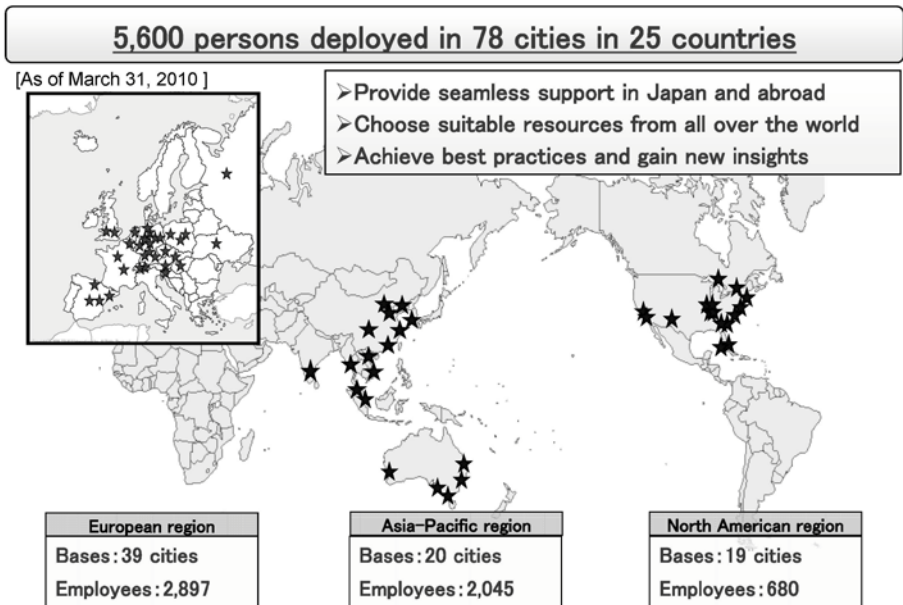 5,600 persons deployed in 78 cities in 25 countries
[As of March 31, 2010 ]
➢Provide seamless support in Japan and abroad
➢Choose suitable resources from all over the world
➢Achieve best practices and gain new insights
European region
Bases:39 cities
Employees:2,897
Asia-Pacific region
Bases:20 cities
Employees:2,045
North American region
Bases:19 cities
Employees:680